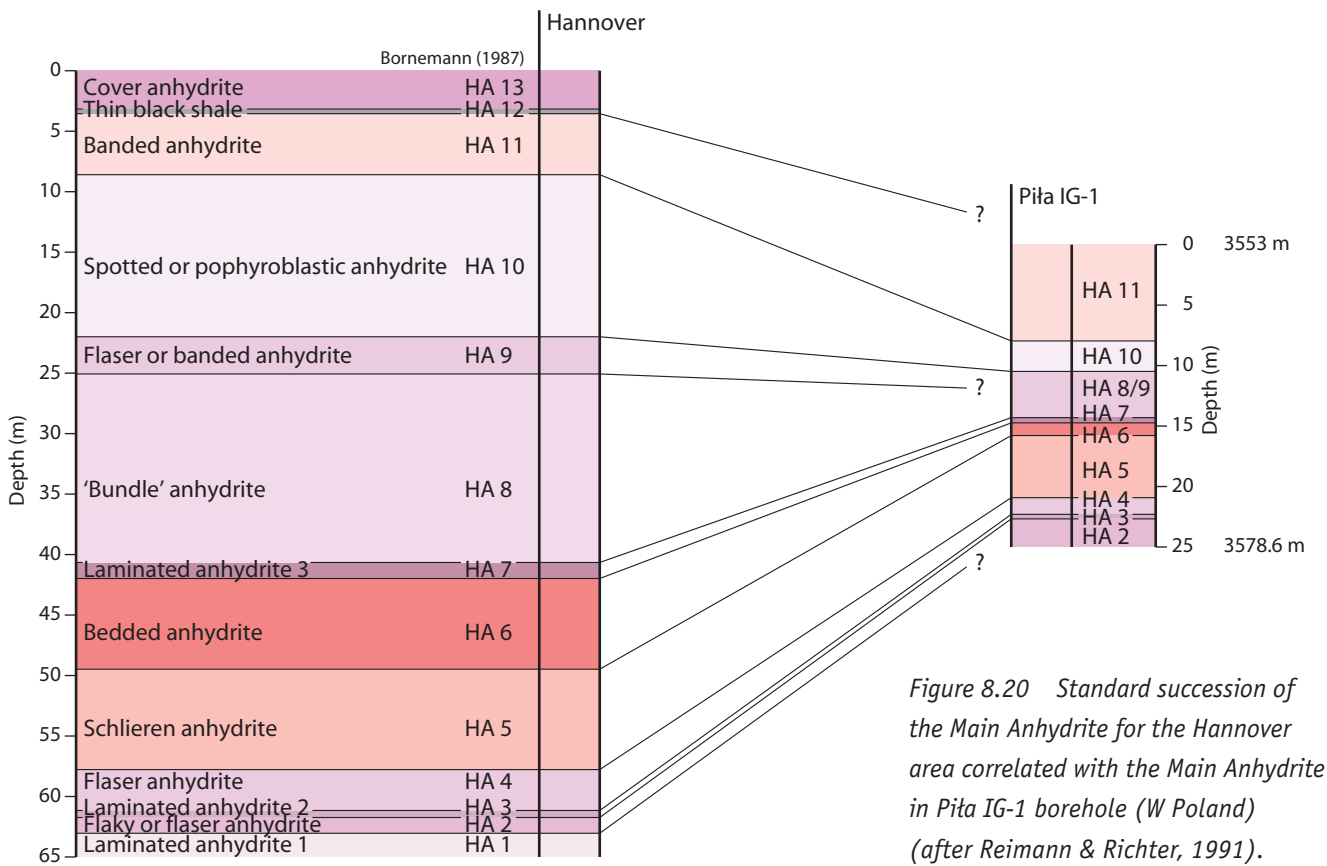 Hannover
Bornemann (1987)
0
Cover anhydrite HA 13
Thin black shale HA 12
5
Banded anhydrite HA 11
10
15
Spotted or pophyroblastic anhydrite HA 10
20
Flaser or banded anhydrite HA 9
25
30
Depth (m)
35
'Bundle' anhydrite HA 8
40
Laminated anhydrite 3 HA 7
45
Bedded anhydrite HA 6
50
Schlieren anhydrite HA 5
55
Flaser anhydrite HA 4
60
Laminated anhydrite 2 HA 3
Flaky or flaser anhydrite HA 2
Laminated anhydrite 1 HA 1
65
?
?
?
Piła IG-1
0 3553 m
HA 11
5
HA 10
10
HA 8/9
Depth (m)
HA 7
15
HA 6
HA 5
20
HA 4
HA 3
HA 2
25 3578.6 m
Figure 8.20 Standard succession of
the Main Anhydrite for the Hannover
area correlated with the Main Anhydrite
in Piła IG-1 borehole (W Poland)
(after Reimann & Richter, 1991).